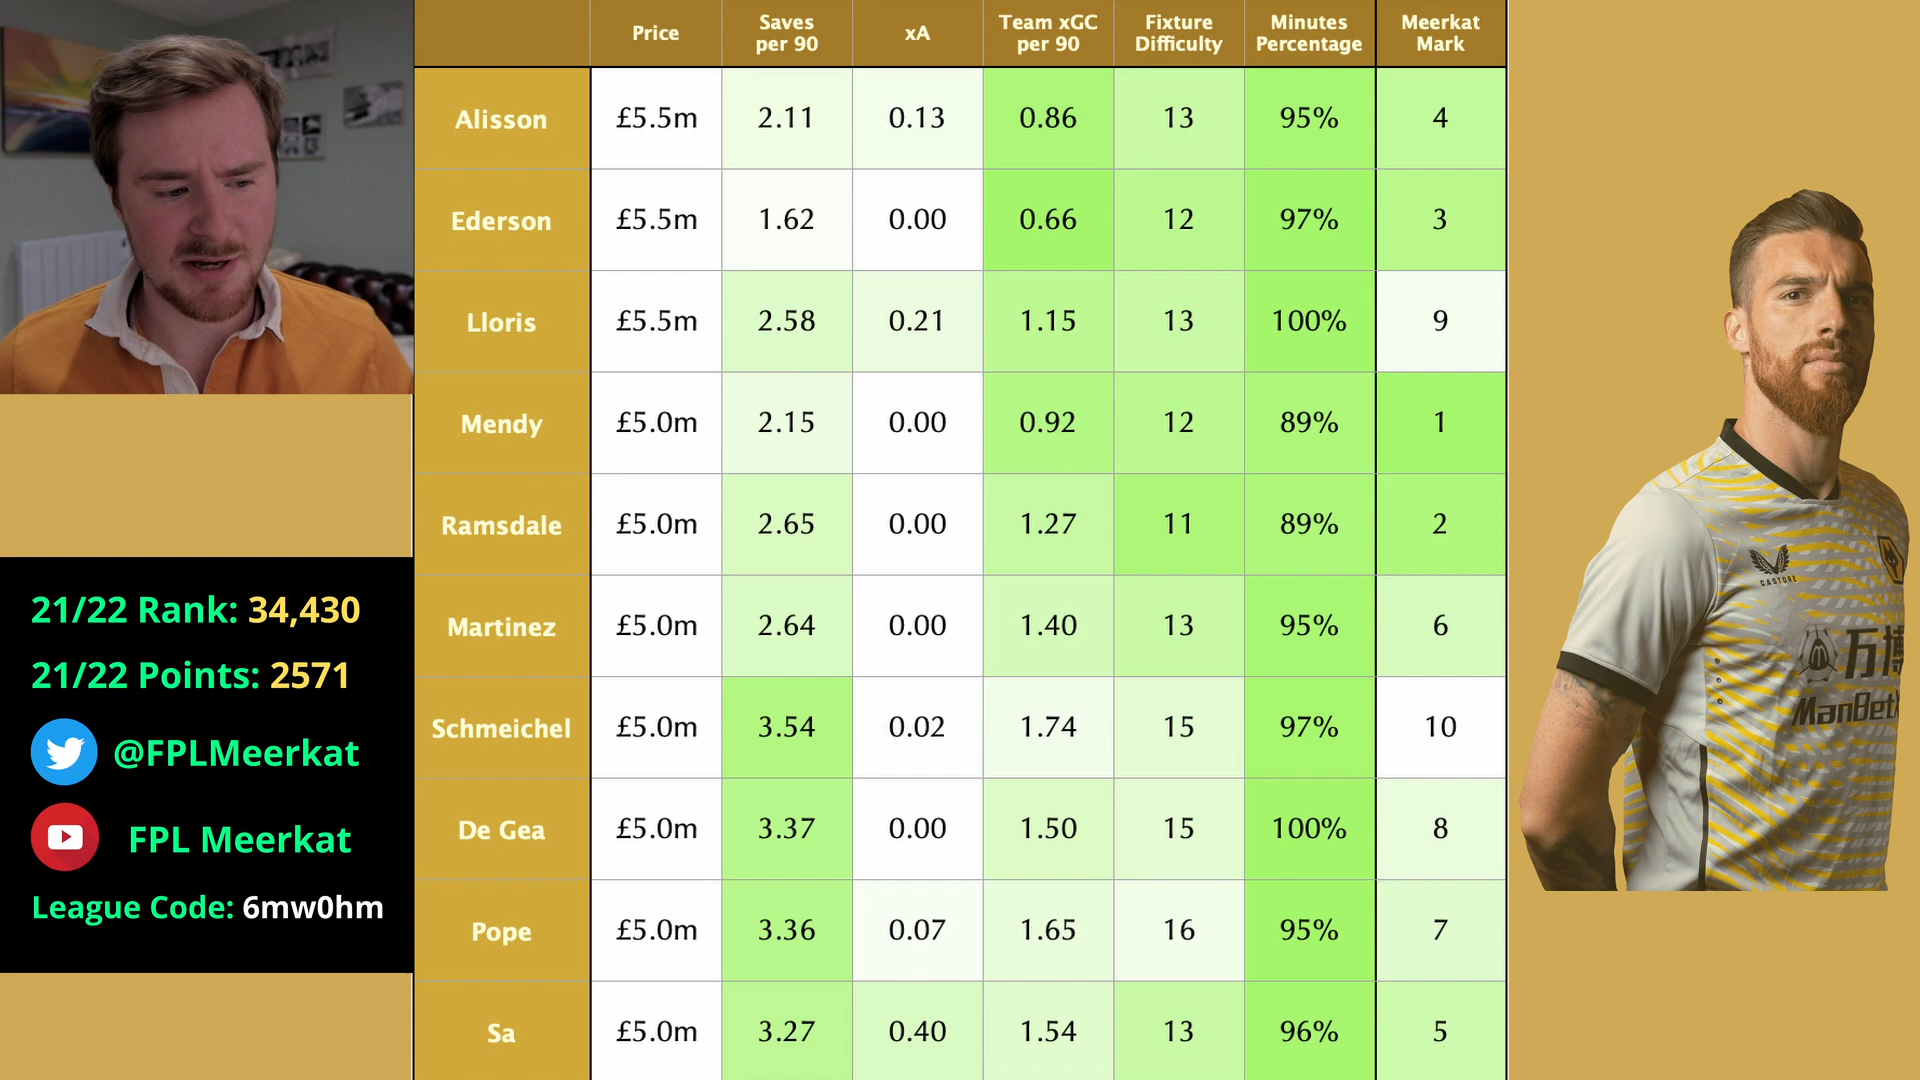 Price Saves per 90 xA Team xGC per 90 Fixture Difficulty Minutes Percentage Meerkat Mark
Alisson £5.5m 2.11 0.13 0.86 13 95% 4
Ederson £5.5m 1.62 0.00 0.66 12 97% 3
Lloris £5.5m 2.58 0.21 1.15 13 100% 9
Mendy £5.0m 2.15 0.00 0.92 12 89% 1
Ramsdale £5.0m 2.65 0.00 1.27 11 89% 2
Martinez £5.0m 2.64 0.00 1.40 13 95% 6
Schmeichel £5.0m 3.54 0.02 1.74 15 97% 10
De Gea £5.0m 3.37 0.00 1.50 15 100% 8
Pope £5.0m 3.36 0.07 1.65 16 95% 7
Sa £5.0m 3.27 0.40 1.54 13 96% 5
21/22 Rank: 34,430
21/22 Points: 2571
@FPLMeerkat
FPL Meerkat
League Code: 6mw0hm
CASTORE
万博
ManBetX